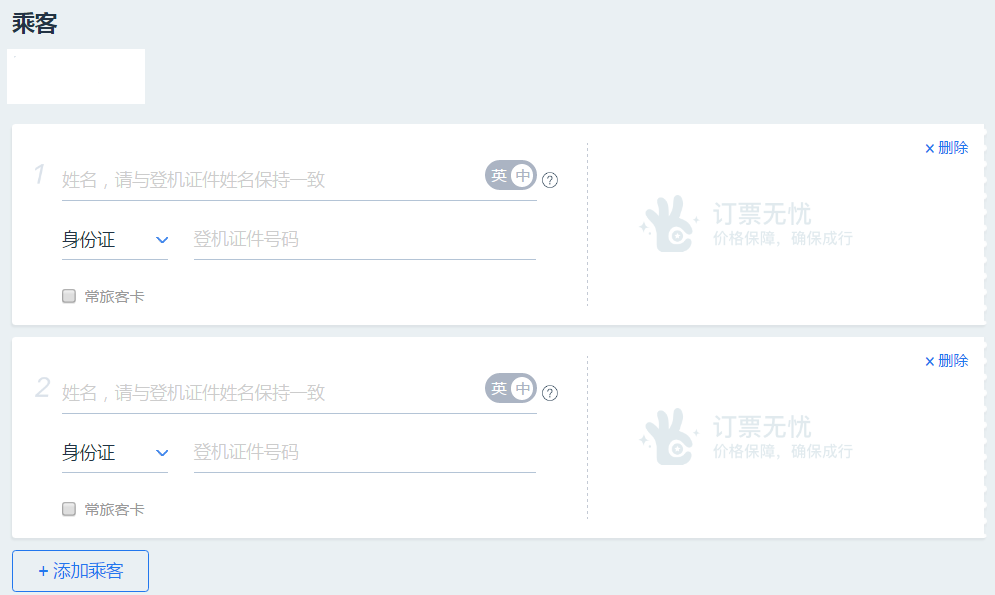 乘客
× 删除
1 姓名，请与登机证件姓名保持一致 英 中 ?
订票无忧
身份证 登机证件号码
价格保障，确保成行
常旅客卡
× 删除
2 姓名，请与登机证件姓名保持一致 英 中 ?
订票无忧
身份证 登机证件号码
价格保障，确保成行
常旅客卡
+ 添加乘客